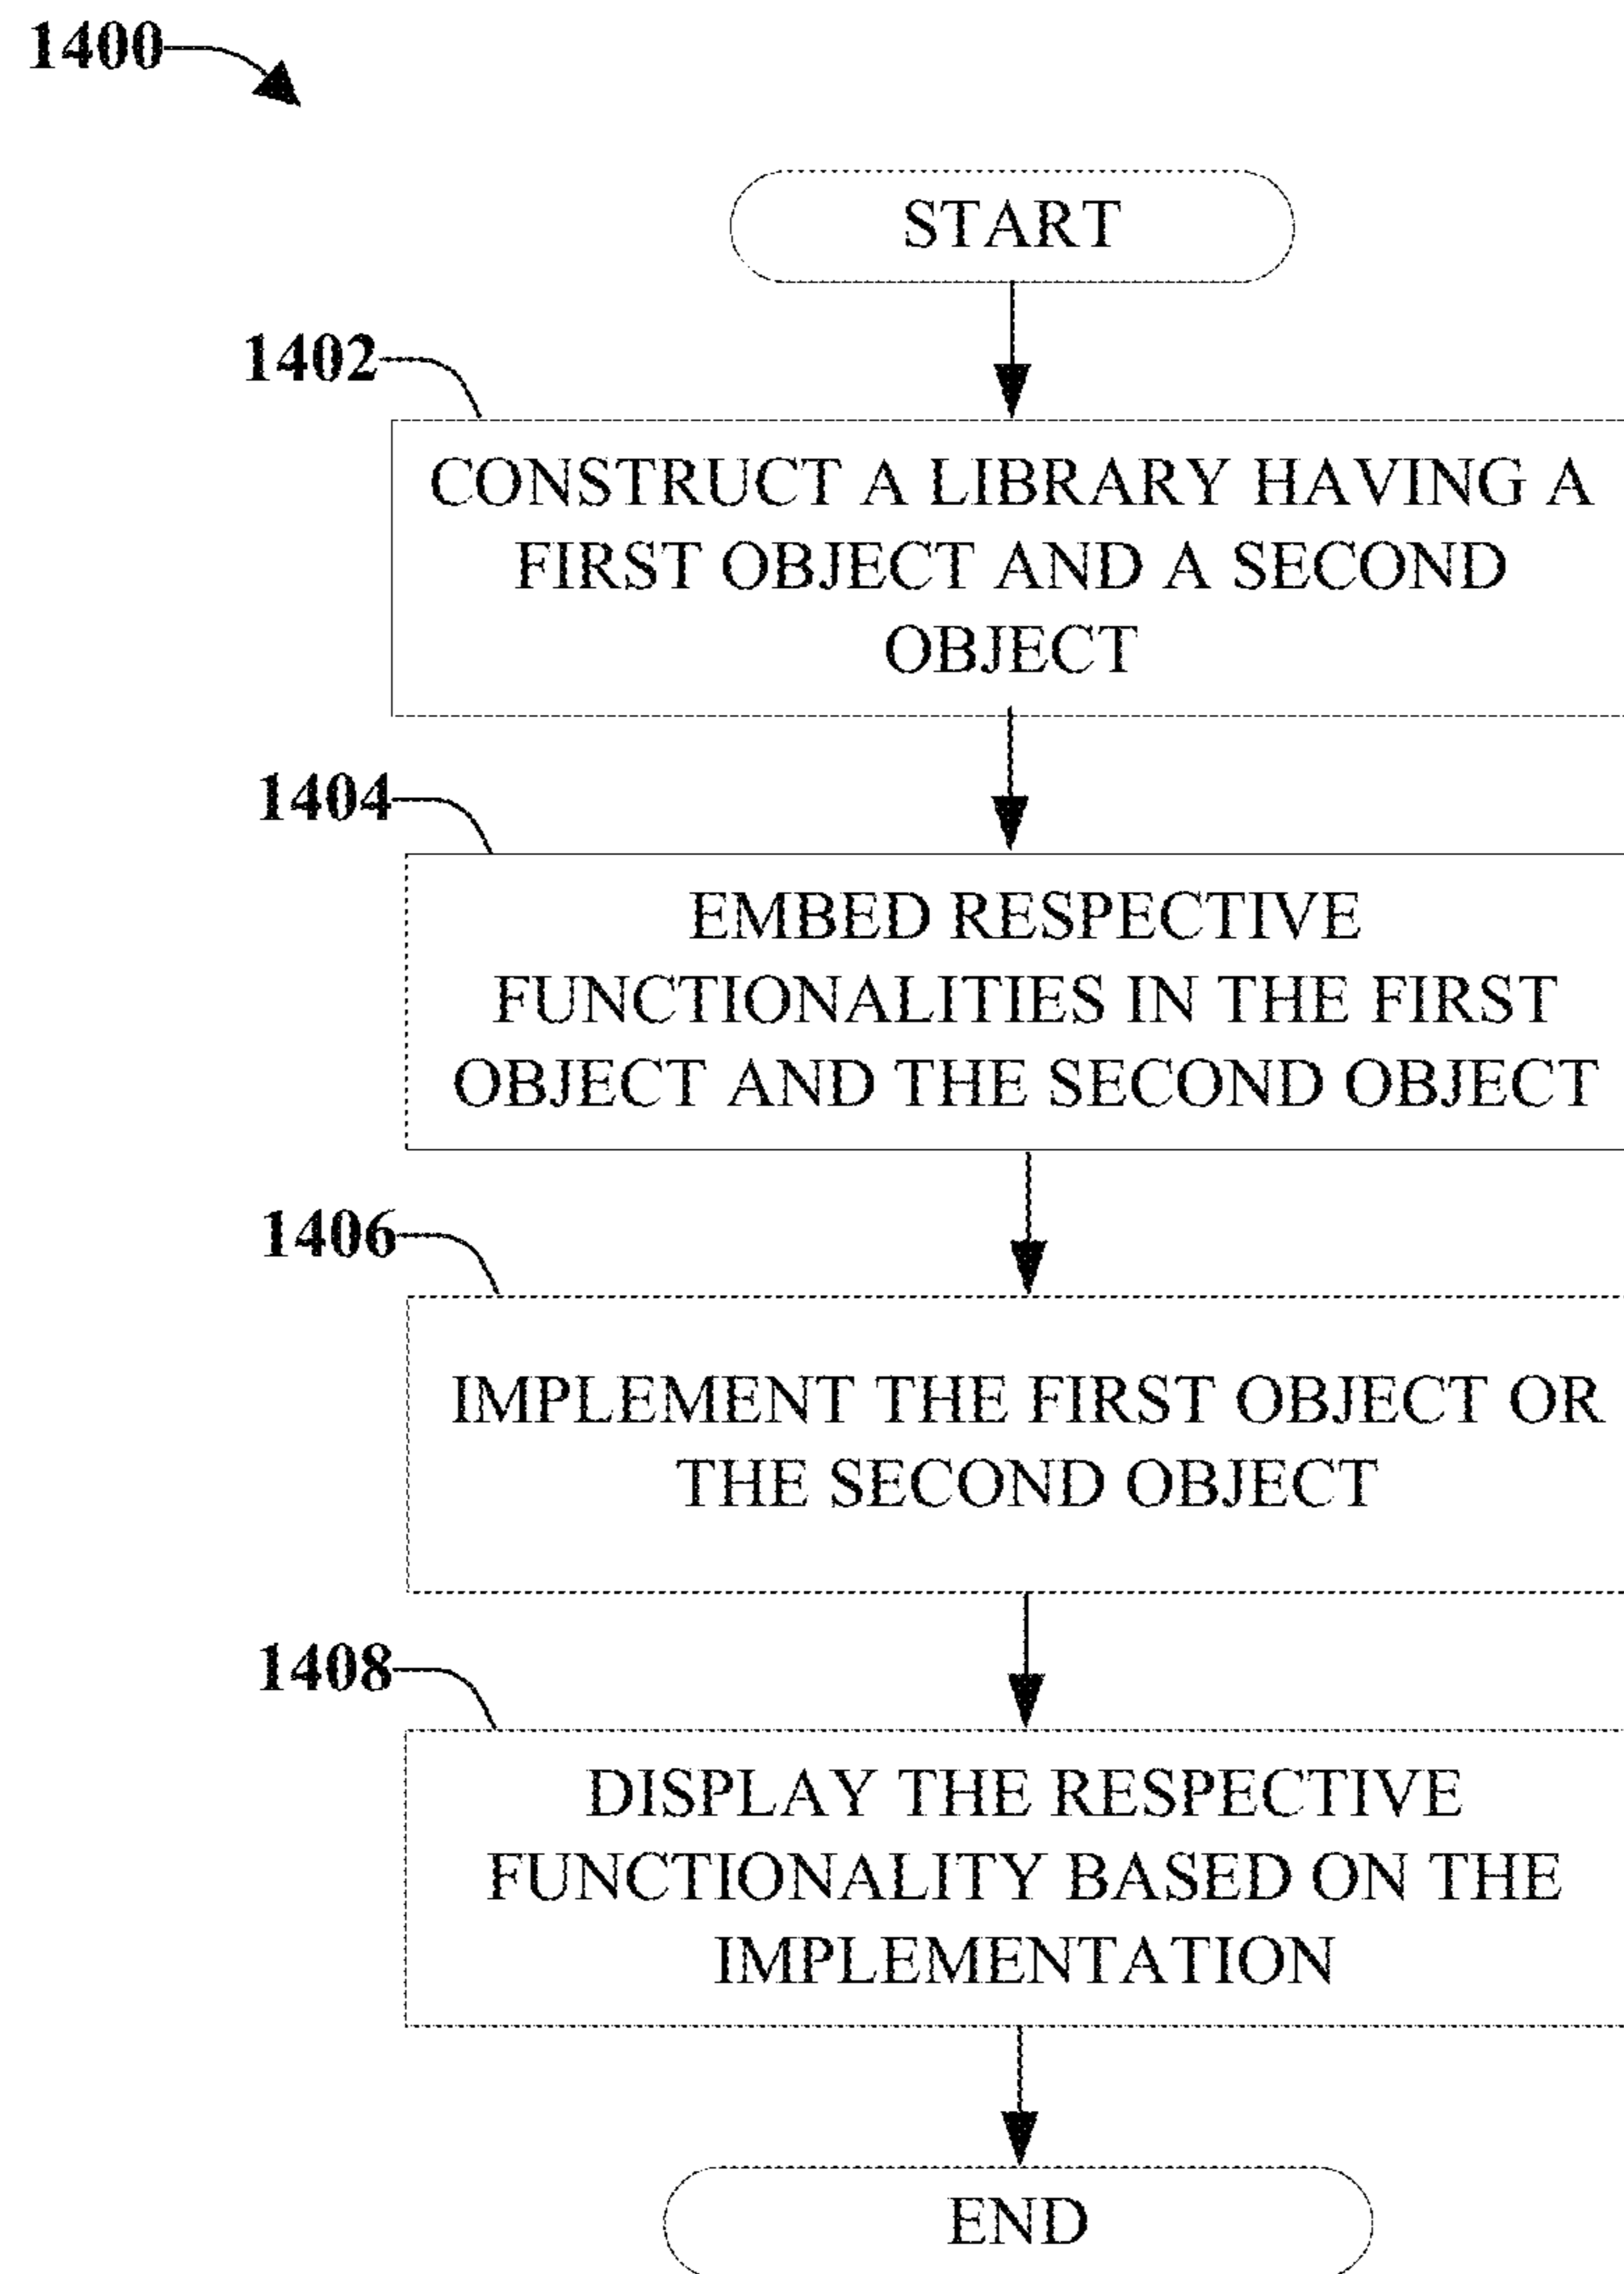 1400
START
1402
CONSTRUCT A LIBRARY HAVING A
FIRST OBJECT AND A SECOND
OBJECT
1404
EMBED RESPECTIVE
FUNCTIONALITIES IN THE FIRST
OBJECT AND THE SECOND OBJECT
1406
IMPLEMENT THE FIRST OBJECT OR
THE SECOND OBJECT
1408
DISPLAY THE RESPECTIVE
FUNCTIONALITY BASED ON THE
IMPLEMENTATION
END